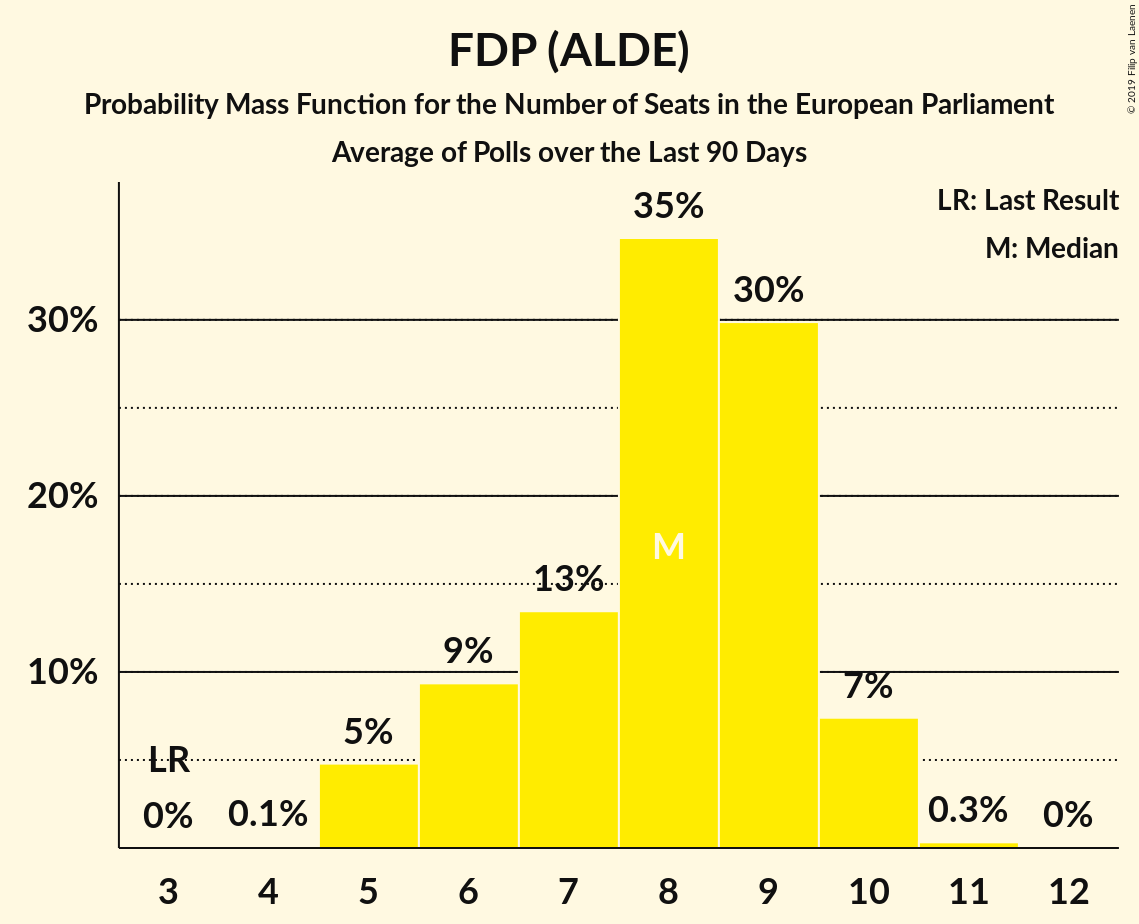 FDP (ALDE)
Probability Mass Function for the Number of Seats in the European Parliament
Average of Polls over the Last 90 Days
© 2019 Filip van Laenen
LR: Last Result
M: Median
35%
30%
30%
20%
M
13%
9%
10%
7%
5%
LR
0%
0.1%
0.3%
0%
3 4 5 6 7 8 9 10 11 12